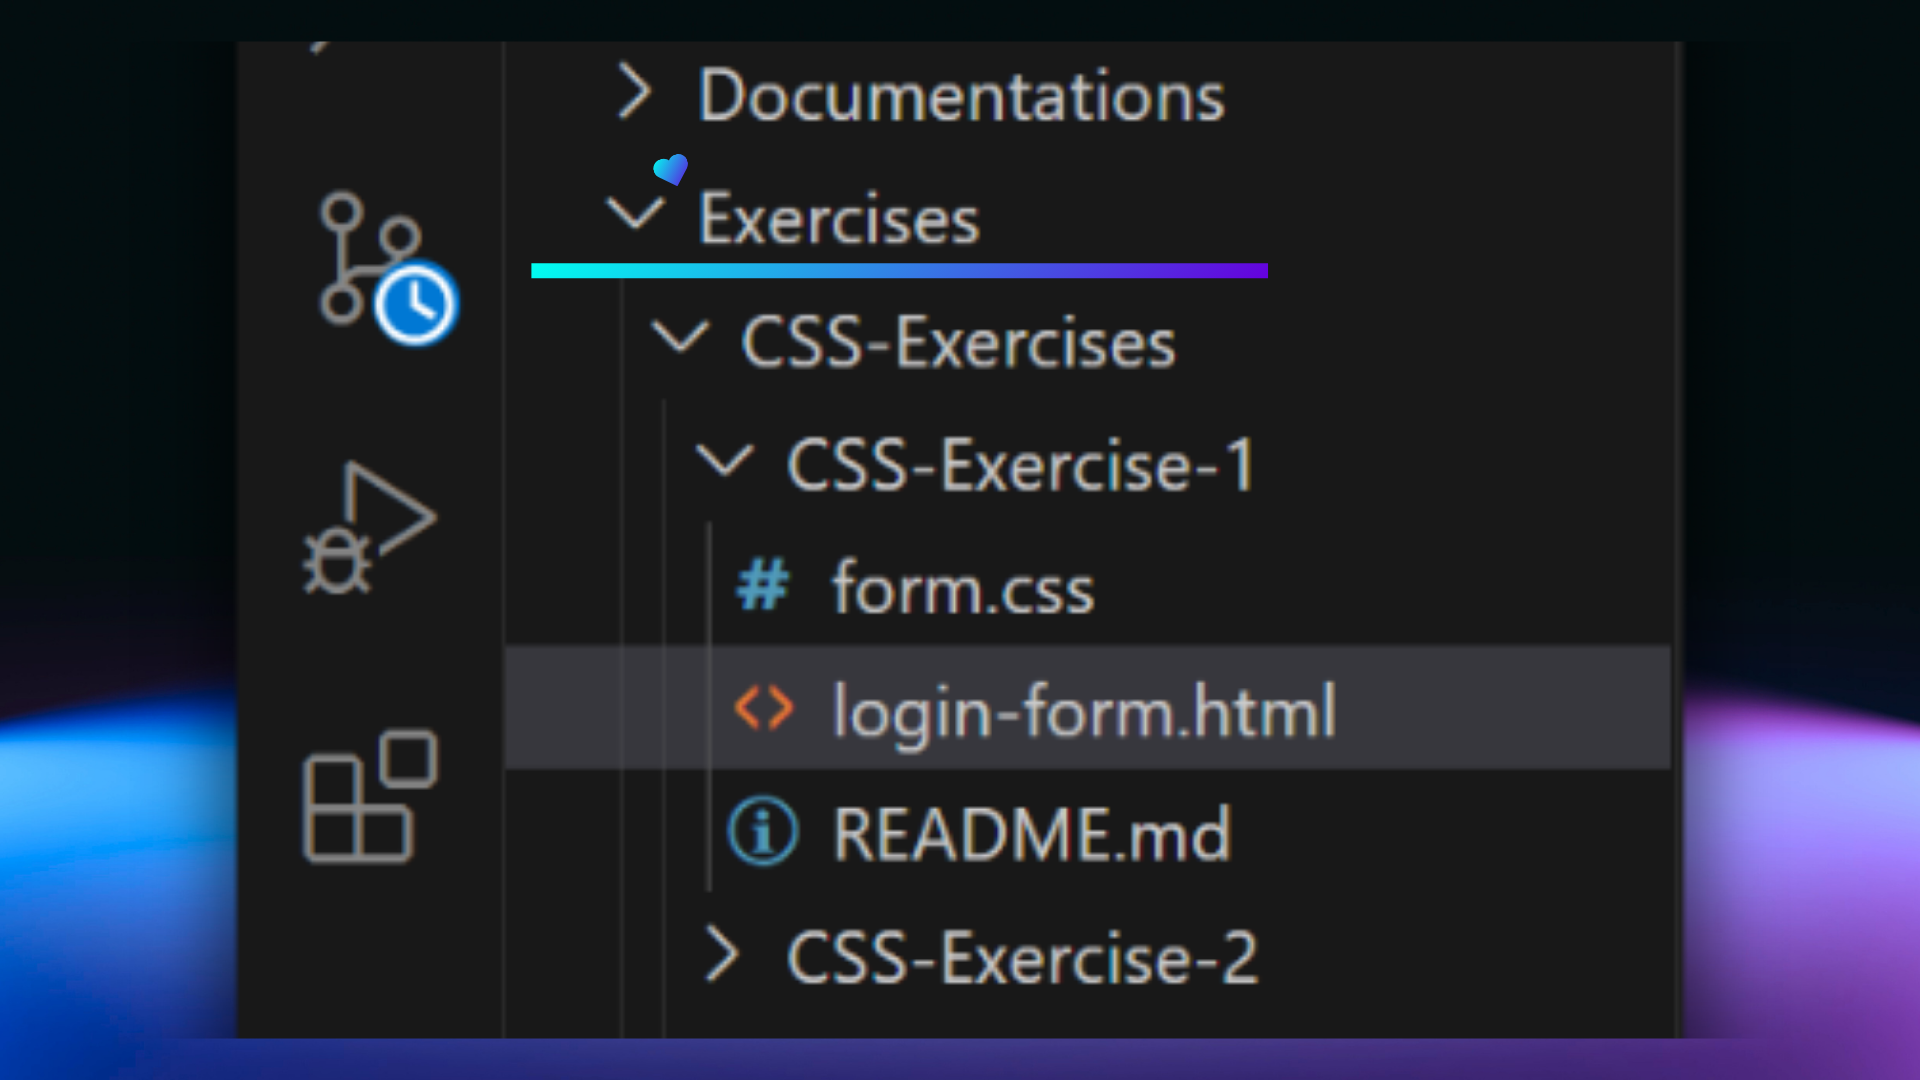 Documentations
Exercises
CSS-Exercises
CSS-Exercise-1
form.css
login-form.html
README.md
CSS-Exercise-2